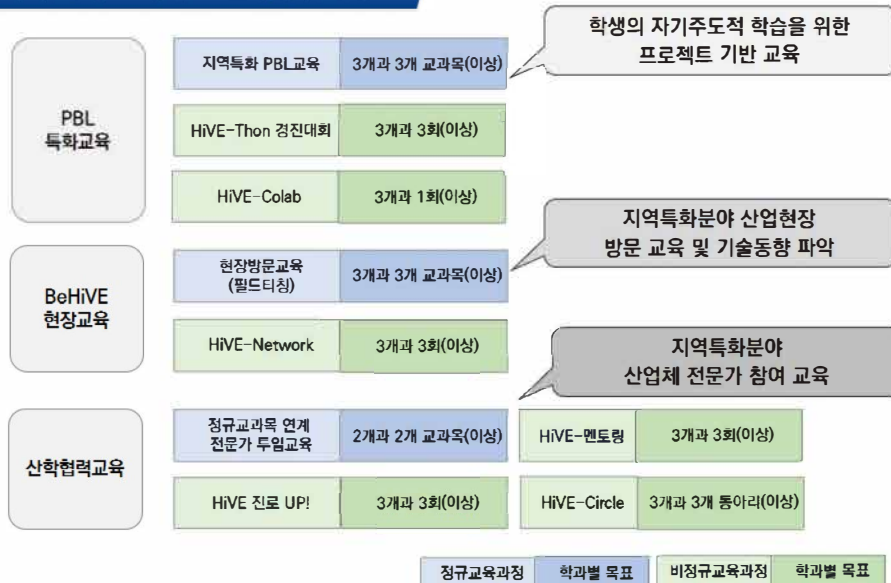 학생의 자기주도적 학습을 위한
프로젝트 기반 교육
PBL
특화교육
지역특화 PBL교육
3개과 3개 교과목(이상)
HiVE-Thon 경진대회
3개과 3회(이상)
HiVE-Colab
3개과 1회(이상)
지역특화분야 산업현장
방문 교육 및 기술동향 파악
BeHiVE
현장교육
현장방문교육
(필드티칭)
3개과 3개 교과목(이상)
HiVE-Network
3개과 3회(이상)
지역특화분야
산업체 전문가 참여 교육
산학협력교육
정규교과목 연계
전문가 투입교육
2개과 2개 교과목(이상)
HiVE-멘토링
3개과 3회(이상)
HiVE 진로 UP!
3개과 3회(이상)
HiVE-Circle
3개과 3개 동아리(이상)
정규교육과정
학과별 목표
비정규교육과정
학과별 목표